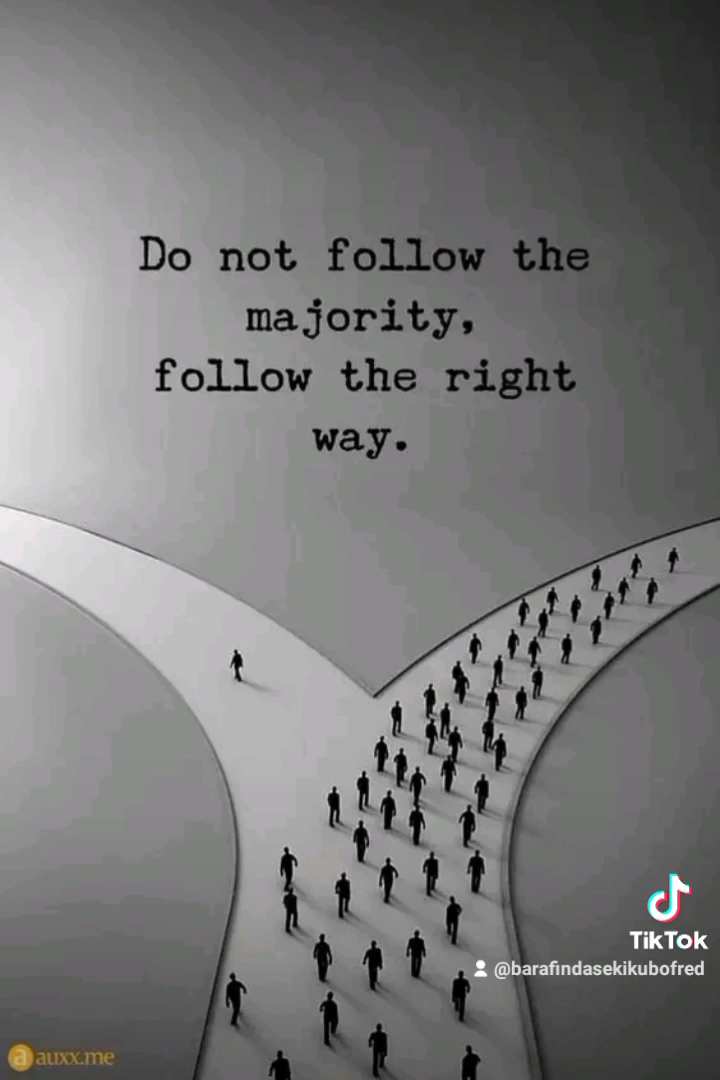 Do not follow the
majority,
follow the right
way.
TikTok
@barafindasekikubofred
auxx.me